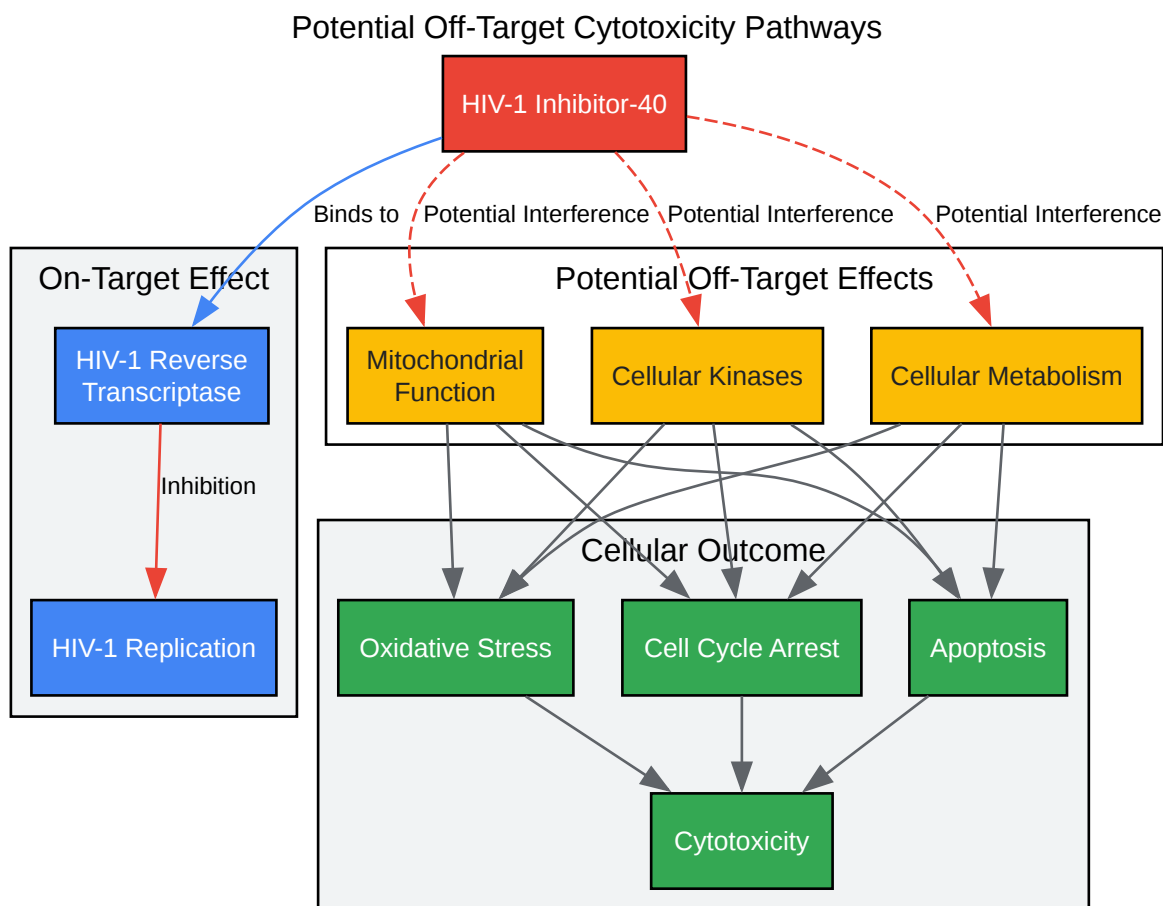 Potential Off-Target Cytotoxicity Pathways
HIV-1 Inhibitor-40
Binds to
Potential Interference
Potential Interference
Potential Interference
On-Target Effect
Potential Off-Target Effects
HIV-1 Reverse
Transcriptase
Mitochondrial
Function
Cellular Kinases
Cellular Metabolism
Inhibition
Cellular Outcome
HIV-1 Replication
Oxidative Stress
Cell Cycle Arrest
Apoptosis
Cytotoxicity